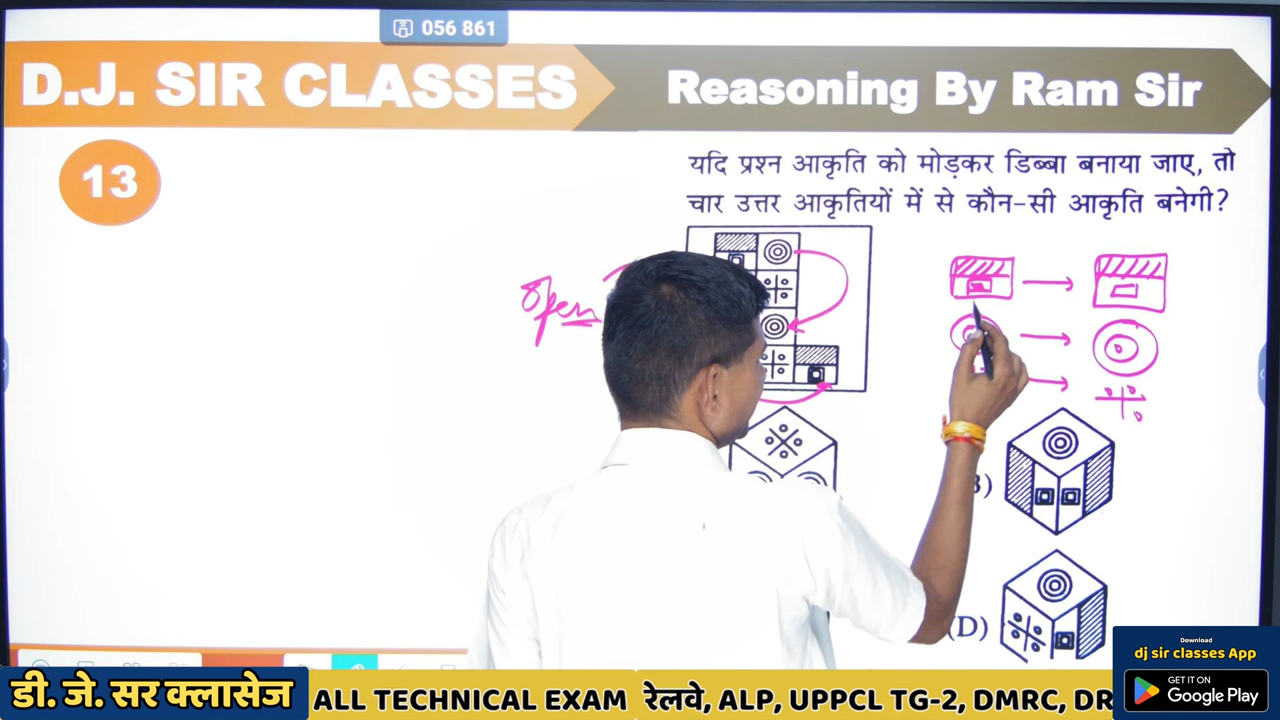 056 861
D.J. SIR CLASSES
Reasoning By Ram Sir
13
यदि प्रश्न आकृति को मोड़कर डिब्बा बनाया जाए, तो
चार उत्तर आकृतियों में से कौन-सी आकृति बनेगी?
open
B)
(D)
Download
dj sir classes App
GET IT ON
Google Play
डी. जे. सर क्लासेज
ALL TECHNICAL EXAM रेलवे, ALP, UPPCL TG-2, DMRC, DR